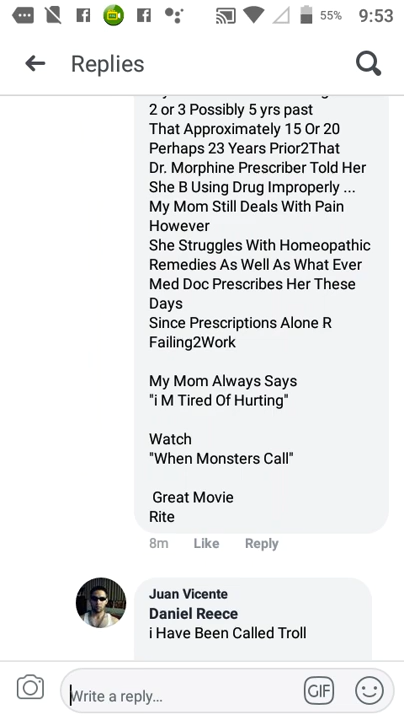 55%
9:53
Replies
2 or 3 Possibly 5 yrs past
That Approximately 15 Or 20
Perhaps 23 Years Prior2That
Dr. Morphine Prescriber Told Her
She B Using Drug Improperly ...
My Mom Still Deals With Pain
However
She Struggles With Homeopathic
Remedies As Well As What Ever
Med Doc Prescribes Her These
Days
Since Prescriptions Alone R
Failing2Work
My Mom Always Says
"i M Tired Of Hurting"
Watch
"When Monsters Call"
Great Movie
Rite
8m Like Reply
Juan Vicente
Daniel Reece
i Have Been Called Troll
Write a reply...
GIF